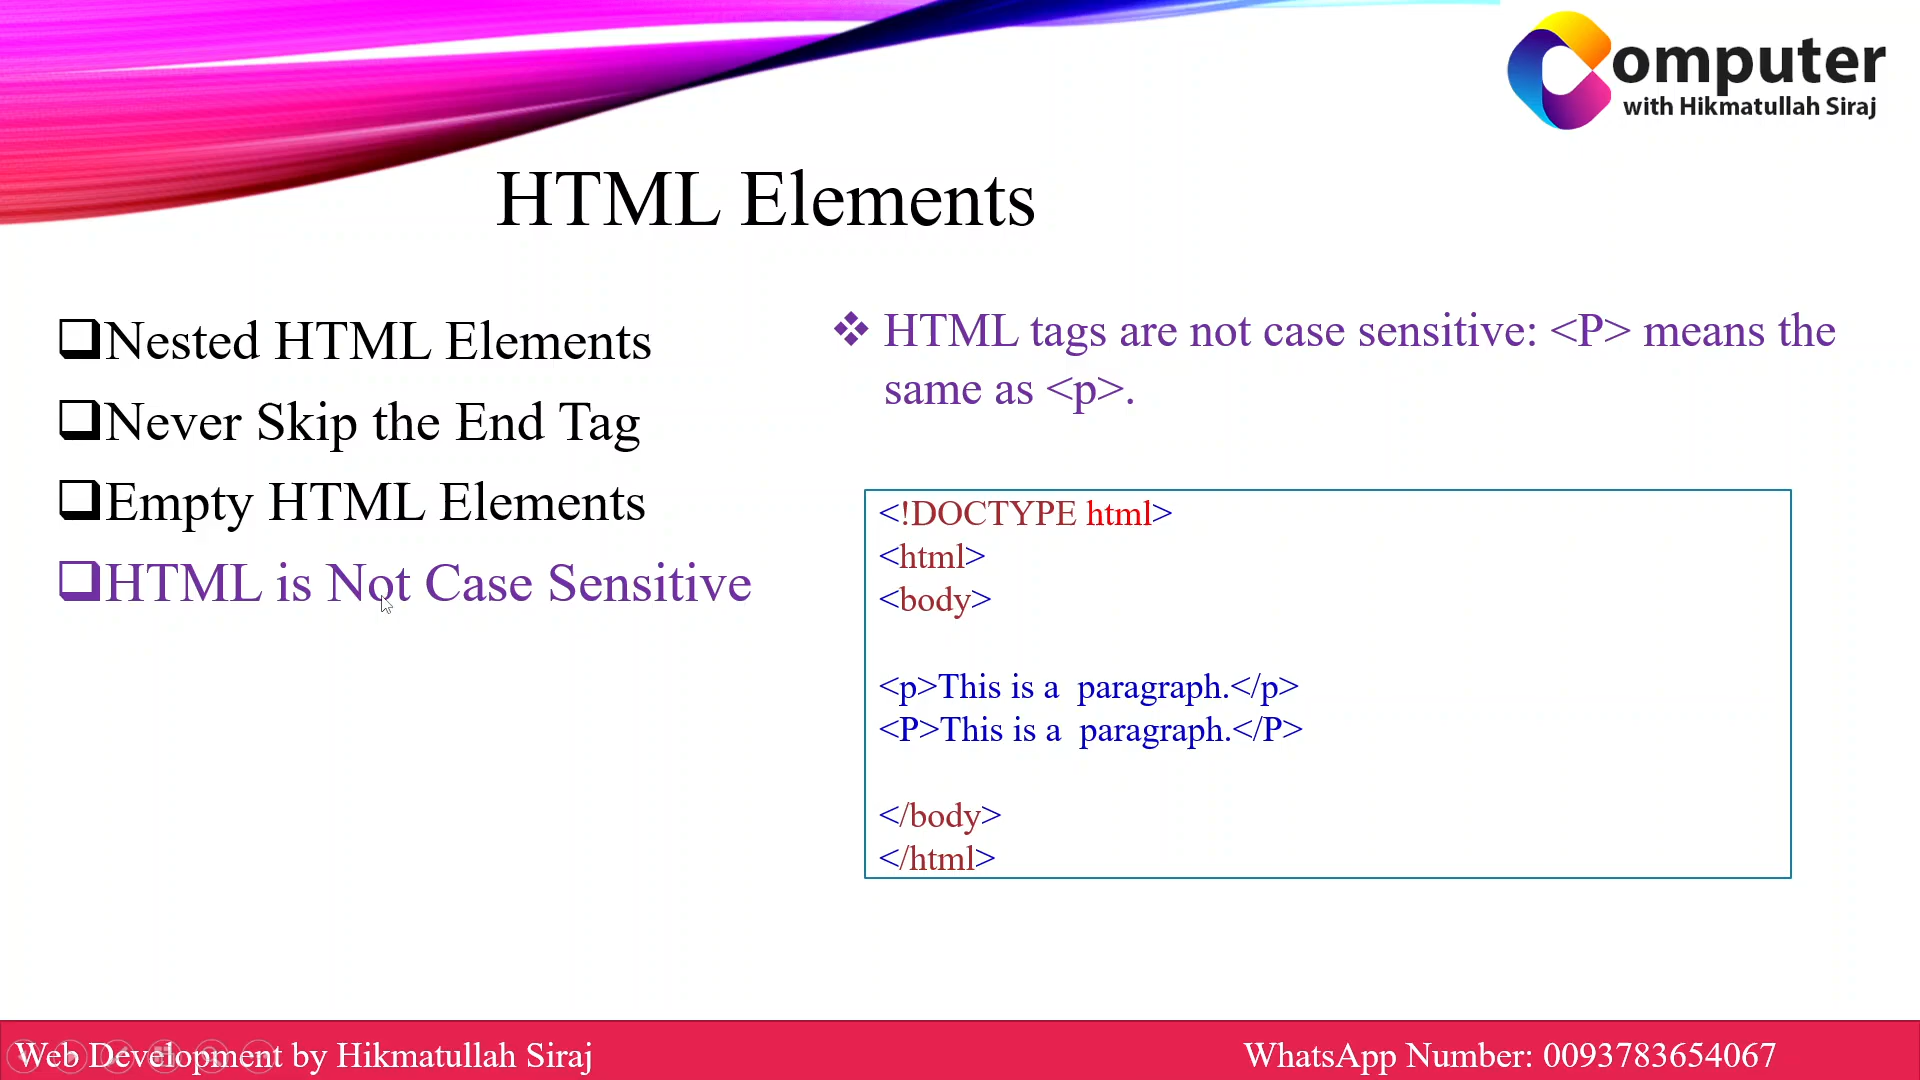 Computer
with Hikmatullah Siraj
HTML Elements
Nested HTML Elements
Never Skip the End Tag
Empty HTML Elements
HTML is Not Case Sensitive
HTML tags are not case sensitive: <P> means the
same as <p>.
<!DOCTYPE html>
<html>
<body>
<p>This is a  paragraph.</p>
<P>This is a  paragraph.</P>
</body>
</html>
Web Development by Hikmatullah Siraj
WhatsApp Number: 0093783654067